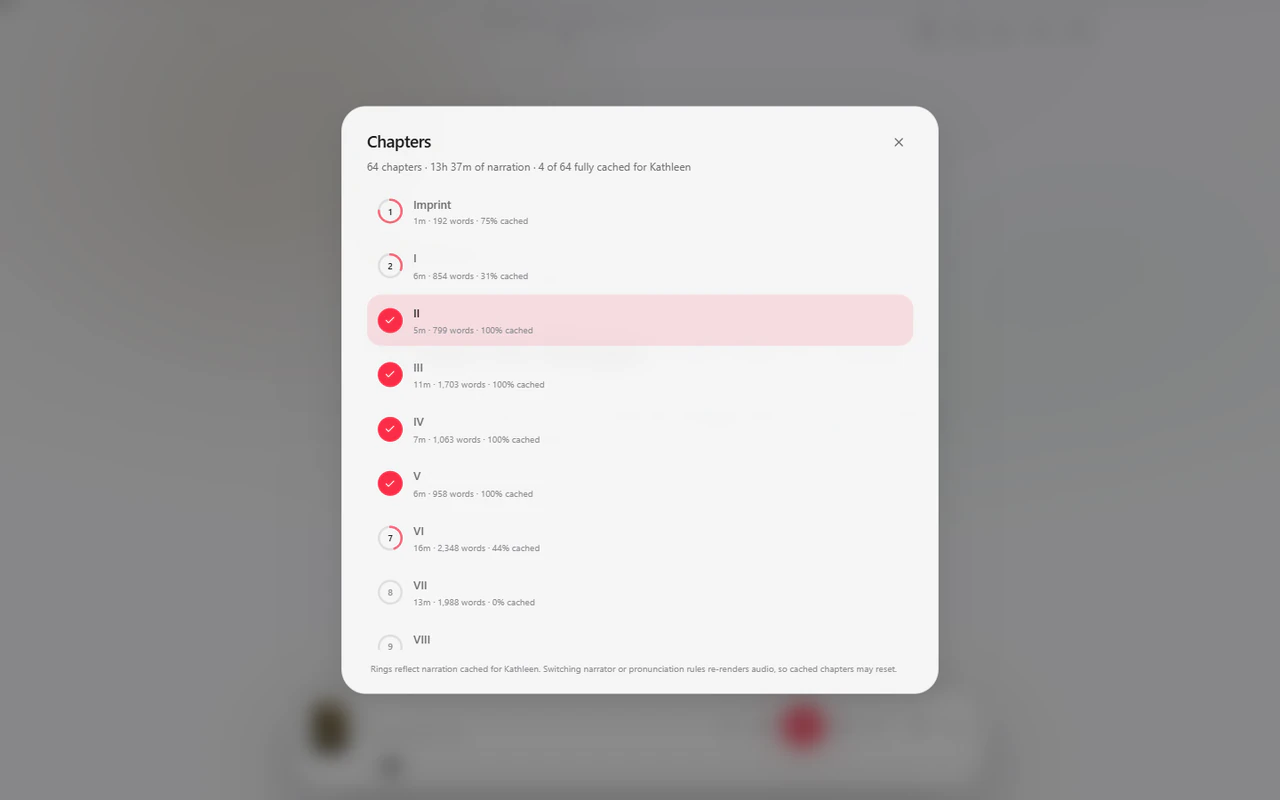 Chapters
64 chapters · 13h 37m of narration · 4 of 64 fully cached for Kathleen
1
Imprint
1m · 192 words · 75% cached
2
I
6m · 854 words · 31% cached
II
5m · 799 words · 100% cached
III
11m · 1,703 words · 100% cached
IV
7m · 1,063 words · 100% cached
V
6m · 958 words · 100% cached
7
VI
16m · 2,348 words · 44% cached
8
VII
13m · 1,988 words · 0% cached
9
VIII
Rings reflect narration cached for Kathleen. Switching narrator or pronunciation rules re-renders audio, so cached chapters may reset.